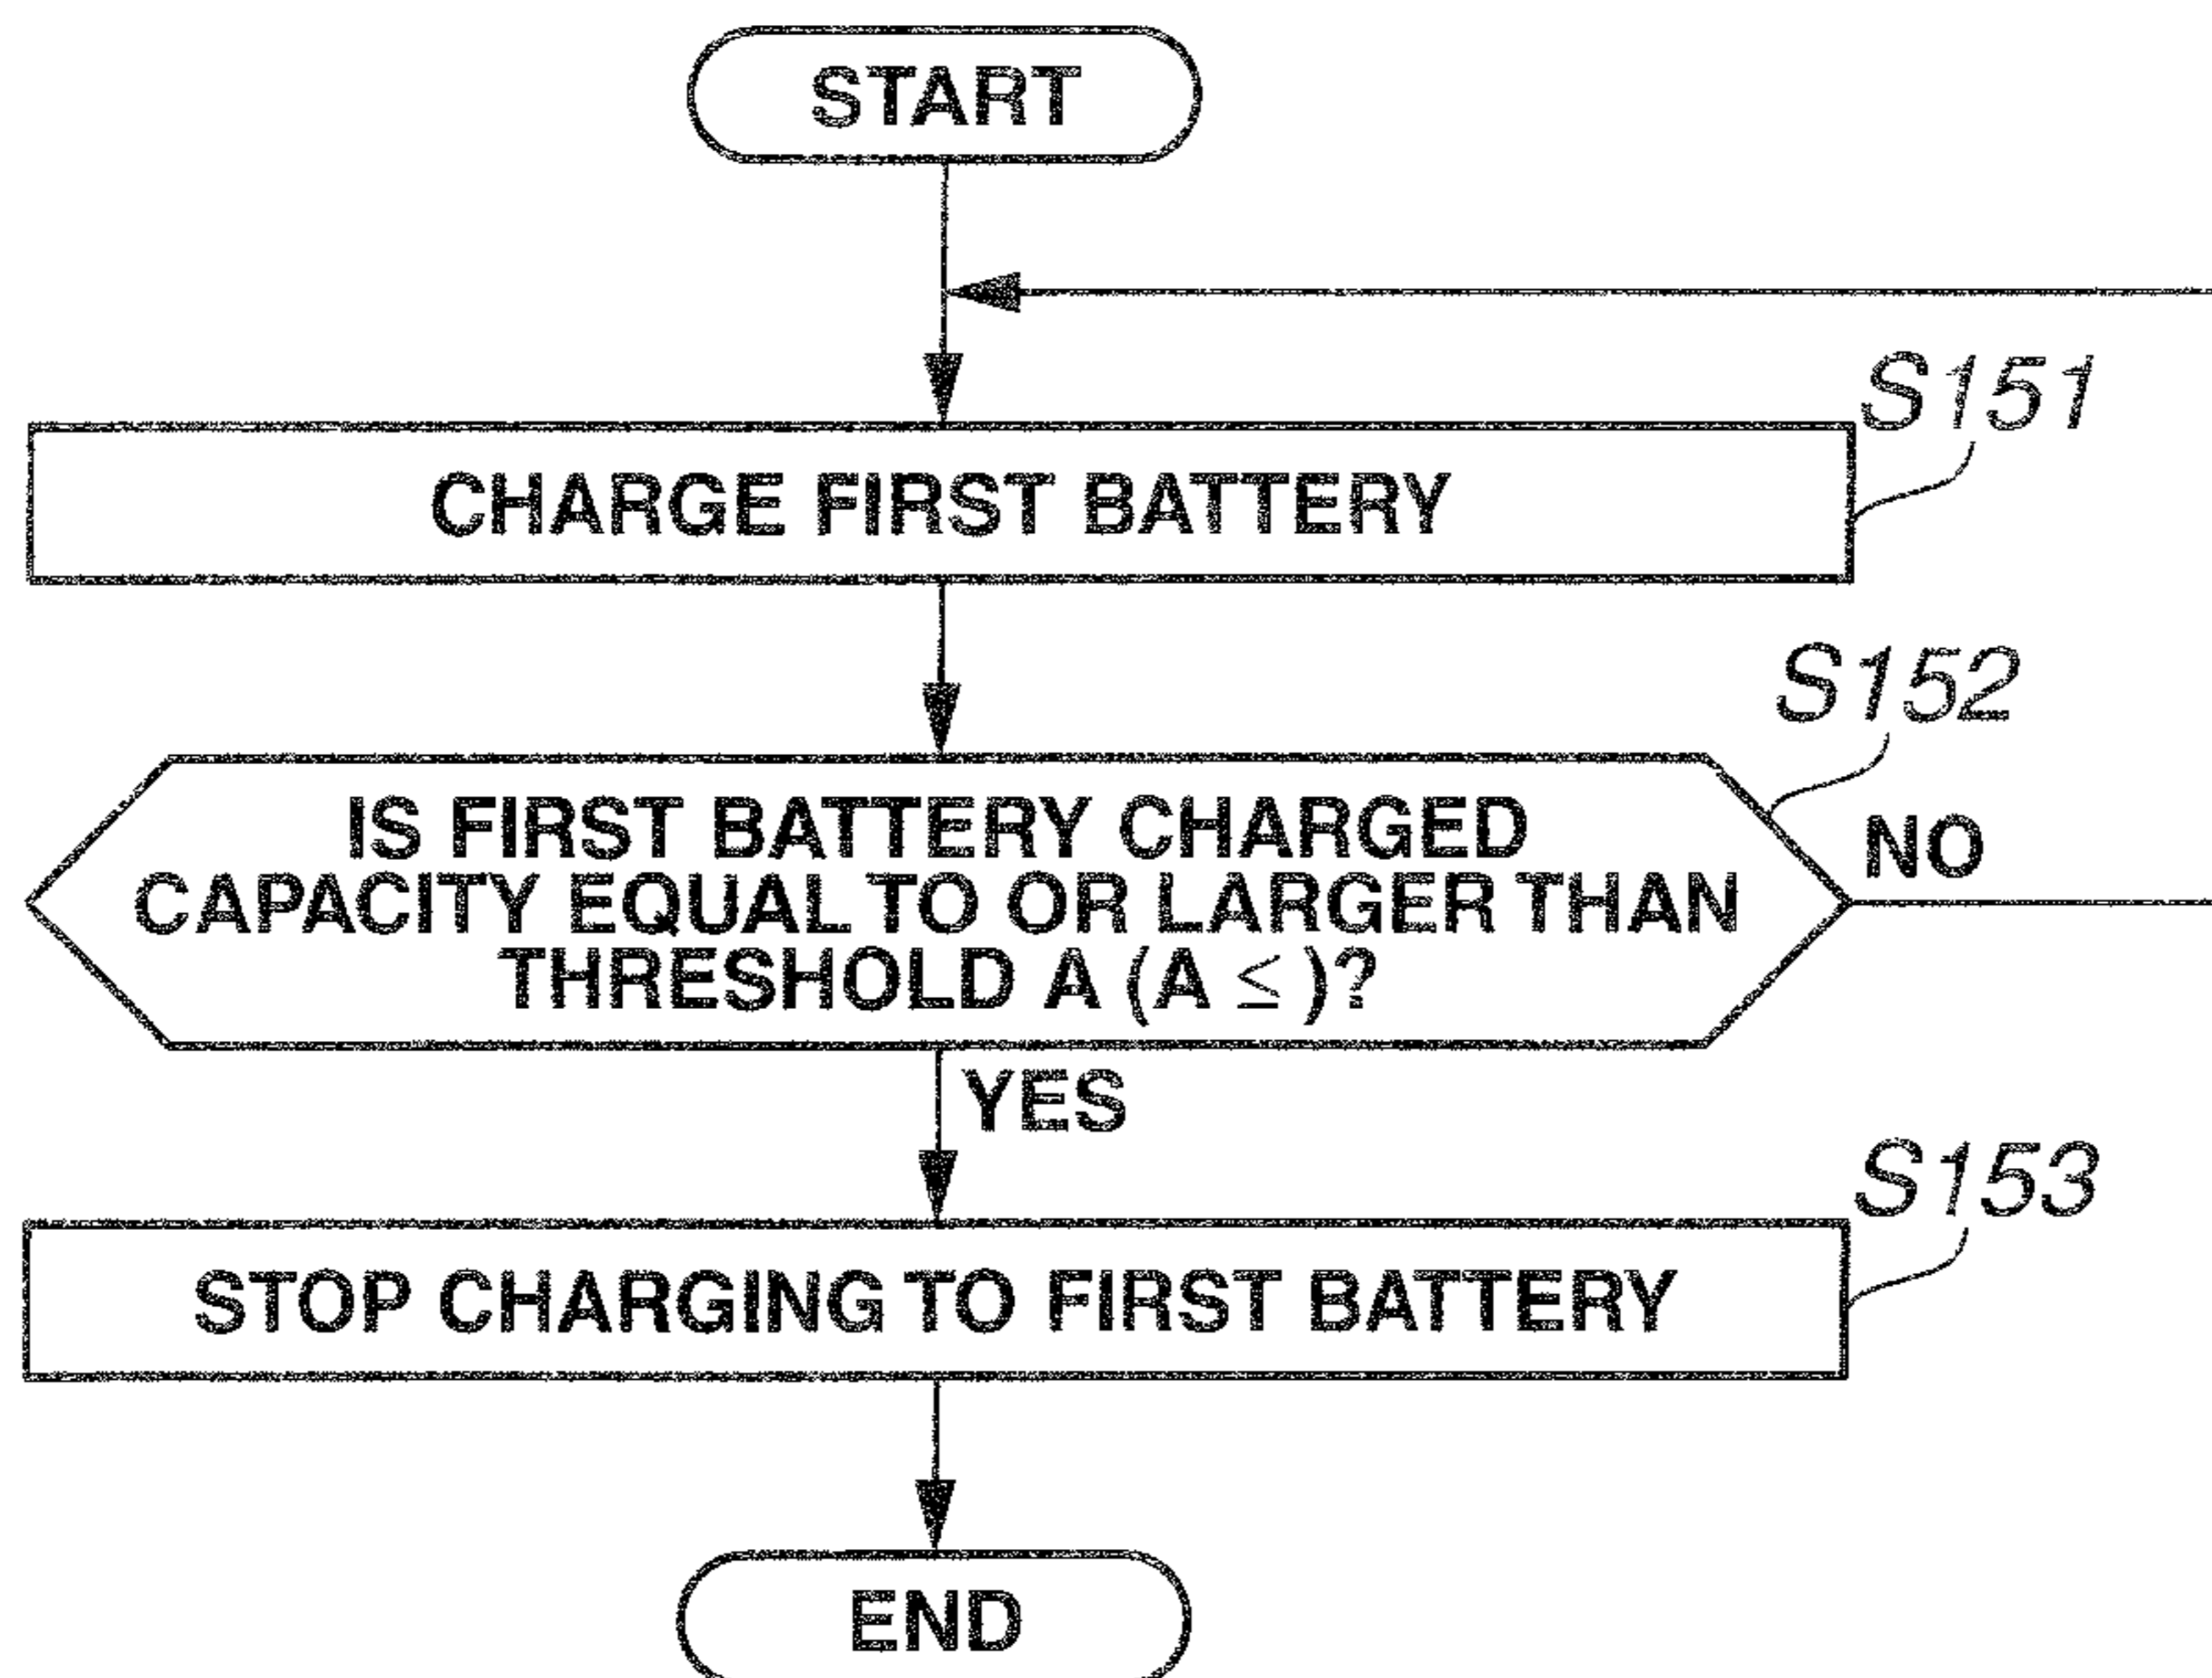 START
S151
CHARGE FIRST BATTERY
S152
IS FIRST BATTERY CHARGED
CAPACITY EQUAL TO OR LARGER THAN
THRESHOLD A (A ≤ )?
NO
YES
S153
STOP CHARGING TO FIRST BATTERY
END